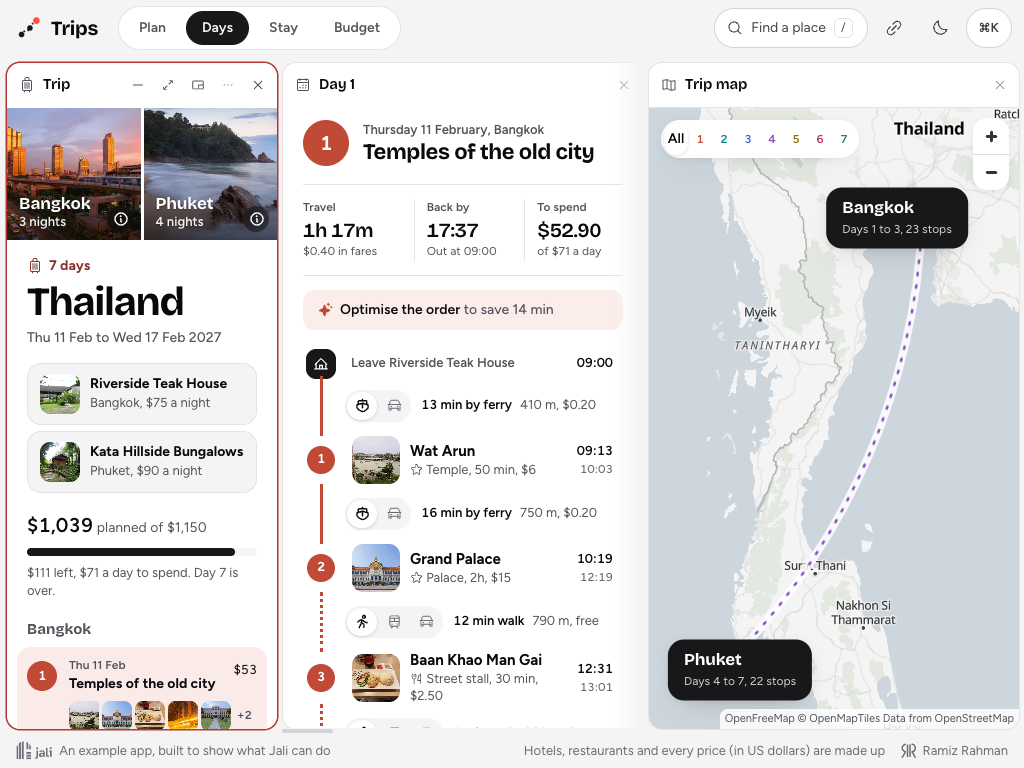 Trips
Plan
Days
Stay
Budget
Find a place /
⌘K
Trip
Bangkok
3 nights
Phuket
4 nights
7 days
Thailand
Thu 11 Feb to Wed 17 Feb 2027
Riverside Teak House
Bangkok, $75 a night
Kata Hillside Bungalows
Phuket, $90 a night
$1,039 planned of $1,150
$111 left, $71 a day to spend. Day 7 is
over.
Bangkok
1
Thu 11 Feb
$53
Temples of the old city
+2
Day 1
1
Thursday 11 February, Bangkok
Temples of the old city
Travel
1h 17m
$0.40 in fares
Back by
17:37
Out at 09:00
To spend
$52.90
of $71 a day
Optimise the order to save 14 min
Leave Riverside Teak House 09:00
13 min by ferry 410 m, $0.20
1
Wat Arun 09:13
Temple, 50 min, $6 10:03
16 min by ferry 750 m, $0.20
2
Grand Palace 10:19
Palace, 2h, $15 12:19
12 min walk 790 m, free
3
Baan Khao Man Gai 12:31
Street stall, 30 min, 13:01
$2.50
Trip map
All 1 2 3 4 5 6 7
Thailand
+
−
Bangkok
Days 1 to 3, 23 stops
Myeik
TANINTHARYI
Thani
Nakhon Si
Thammarat
Phuket
Days 4 to 7, 22 stops
OpenFreeMap © OpenMapTiles Data from OpenStreetMap
jali An example app, built to show what Jali can do
Hotels, restaurants and every price (in US dollars) are made up
Ramiz Rahman